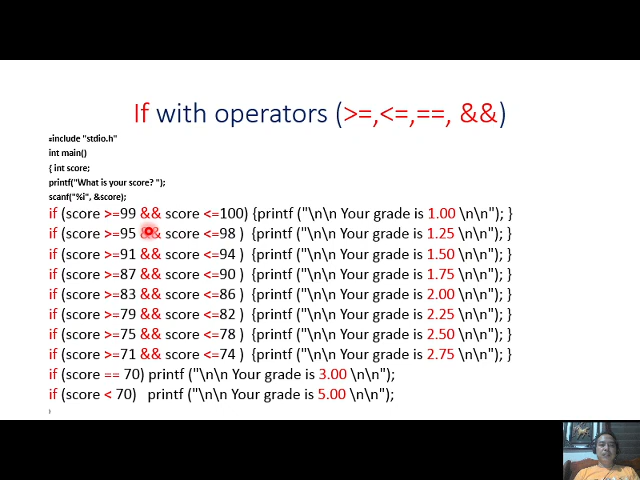 If with operators (>=,<=,==, &&)
#include "stdio.h"
int main()
{ int score;
printf("What is your score? ");
scanf("%i", &score);
if (score >=99 && score <=100) {printf ("\n\n Your grade is 1.00 \n\n"); }
if (score >=95 && score <=98 ) {printf ("\n\n Your grade is 1.25 \n\n"); }
if (score >=91 && score <=94 ) {printf ("\n\n Your grade is 1.50 \n\n"); }
if (score >=87 && score <=90 ) {printf ("\n\n Your grade is 1.75 \n\n"); }
if (score >=83 && score <=86 ) {printf ("\n\n Your grade is 2.00 \n\n"); }
if (score >=79 && score <=82 ) {printf ("\n\n Your grade is 2.25 \n\n"); }
if (score >=75 && score <=78 ) {printf ("\n\n Your grade is 2.50 \n\n"); }
if (score >=71 && score <=74 ) {printf ("\n\n Your grade is 2.75 \n\n"); }
if (score == 70) printf ("\n\n Your grade is 3.00 \n\n");
if (score < 70) printf ("\n\n Your grade is 5.00 \n\n");
}